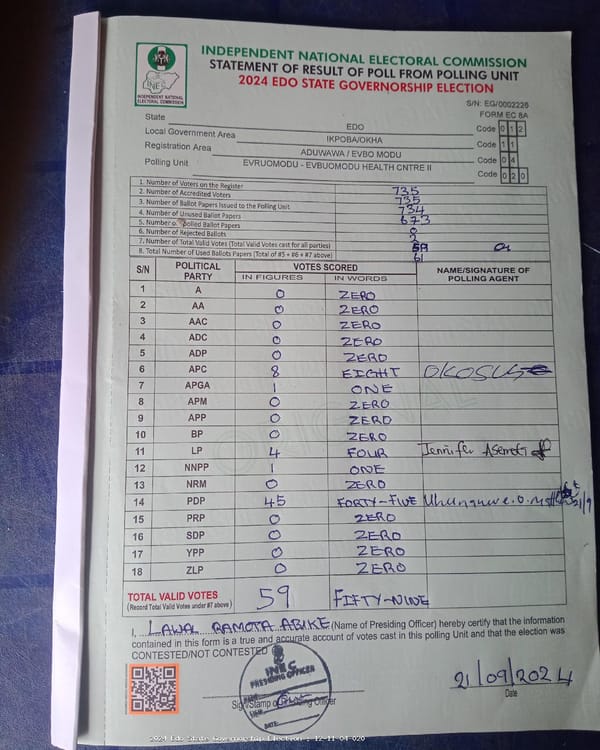 INDEPENDENT NATIONAL ELECTORAL COMMISSION
STATEMENT OF RESULT OF POLL FROM POLLING UNIT
2024 EDO STATE GOVERNORSHIP ELECTION
INEC
INDEPENDENT NATIONAL
ELECTORAL COMMISSION
S/N: EG/0002226
FORM EC 8A
State EDO Code 0 1 2
Local Government Area IKPOBA/OKHA Code 1 1
Registration Area ADUWAWA / EVBO MODU Code 0 4
Polling Unit EVRUOMODU - EVBUOMODU HEALTH CNTRE II Code 0 2 0
1. Number of Voters on the Register 735
2. Number of Accredited Voters 735
3. Number of Ballot Papers Issued to the Polling Unit 734
4. Number of Unused Ballot Papers 673
5. Number of Spoiled Ballot Papers 0
6. Number of Rejected Ballots 2
7. Number of Total Valid Votes (Total Valid Votes cast for all parties) 59
8. Total Number of Used Ballots Papers (Total of #5 + #6 + #7 above) 61
S/N POLITICAL PARTY VOTES SCORED NAME/SIGNATURE OF POLLING AGENT
IN FIGURES IN WORDS
1 A 0 ZERO
2 AA 0 ZERO
3 AAC 0 ZERO
4 ADC 0 ZERO
5 ADP 0 ZERO
6 APC 8 EIGHT OKOSUS
7 APGA 1 ONE
8 APM 0 ZERO
9 APP 0 ZERO
10 BP 0 ZERO
11 LP 4 FOUR Jennifer
12 NNPP 1 ONE
13 NRM 0 ZERO
14 PDP 45 FORTY-FIVE 21/9
15 PRP 0 ZERO
16 SDP 0 ZERO
17 YPP 0 ZERO
18 ZLP 0 ZERO
TOTAL VALID VOTES 59 FIFTY-NINE
(Record Total Valid Votes under #7 above)
I, LAWAL RAMOTA ABIKE (Name of Presiding Officer) hereby certify that the information
contained in this form is a true and accurate account of votes cast in this polling Unit and that the election was
CONTESTED/NOT CONTESTED
INEC
PRESIDING OFFICER
DATE:
Sign/Stamp of Presiding Officer
21/09/2024
Date
2024 Edo State Governorship Election : 12-11-04-020